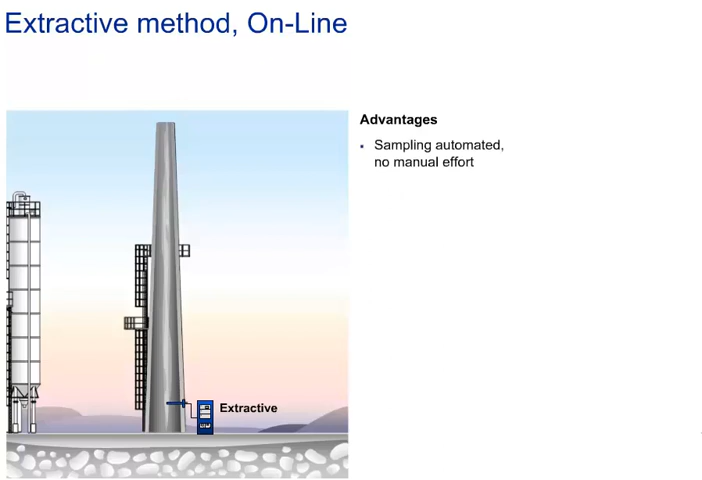 Extractive method, On-Line
Advantages
▪ Sampling automated,
no manual effort
Extractive